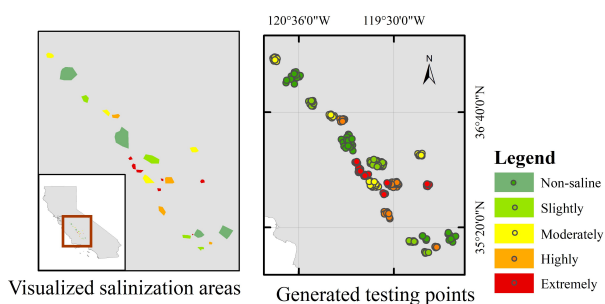 120°36'0"W 119°30'0"W
N
36°40'0"N
35°20'0"N
Legend
Non-saline
Slightly
Moderately
Highly
Extremely
Visualized salinization areas
Generated testing points